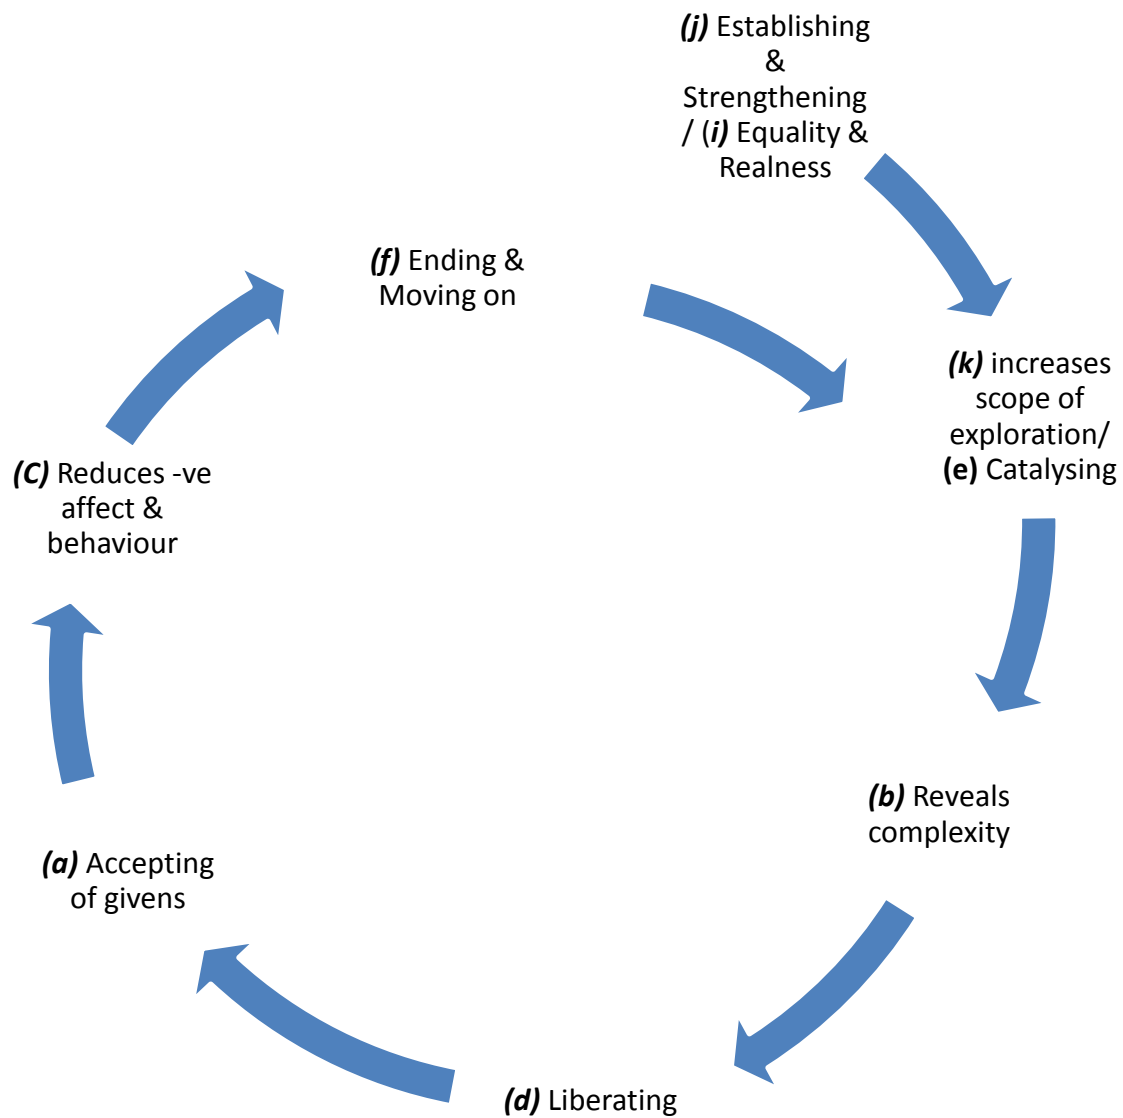 (j) Establishing
&
Strengthening
/ (i) Equality &
Realness
(f) Ending &
Moving on
(k) increases
scope of
exploration/
(e) Catalysing
(C) Reduces -ve
affect &
behaviour
(b) Reveals
complexity
(a) Accepting
of givens
(d) Liberating